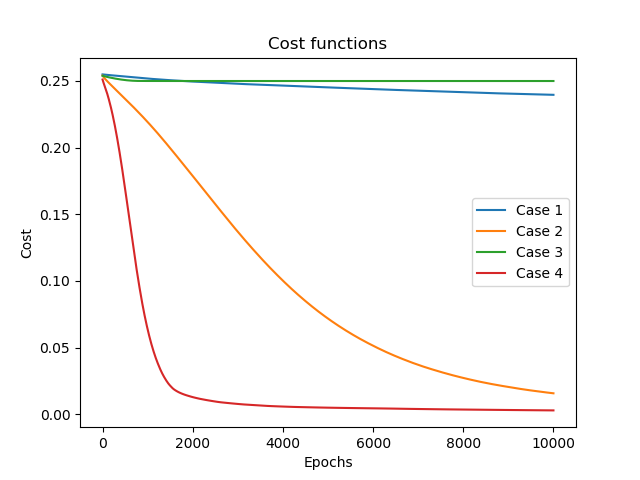 Cost functions
Cost
0.25
0.20
0.15
0.10
0.05
0.00
Case 1
Case 2
Case 3
Case 4
0 2000 4000 6000 8000 10000
Epochs